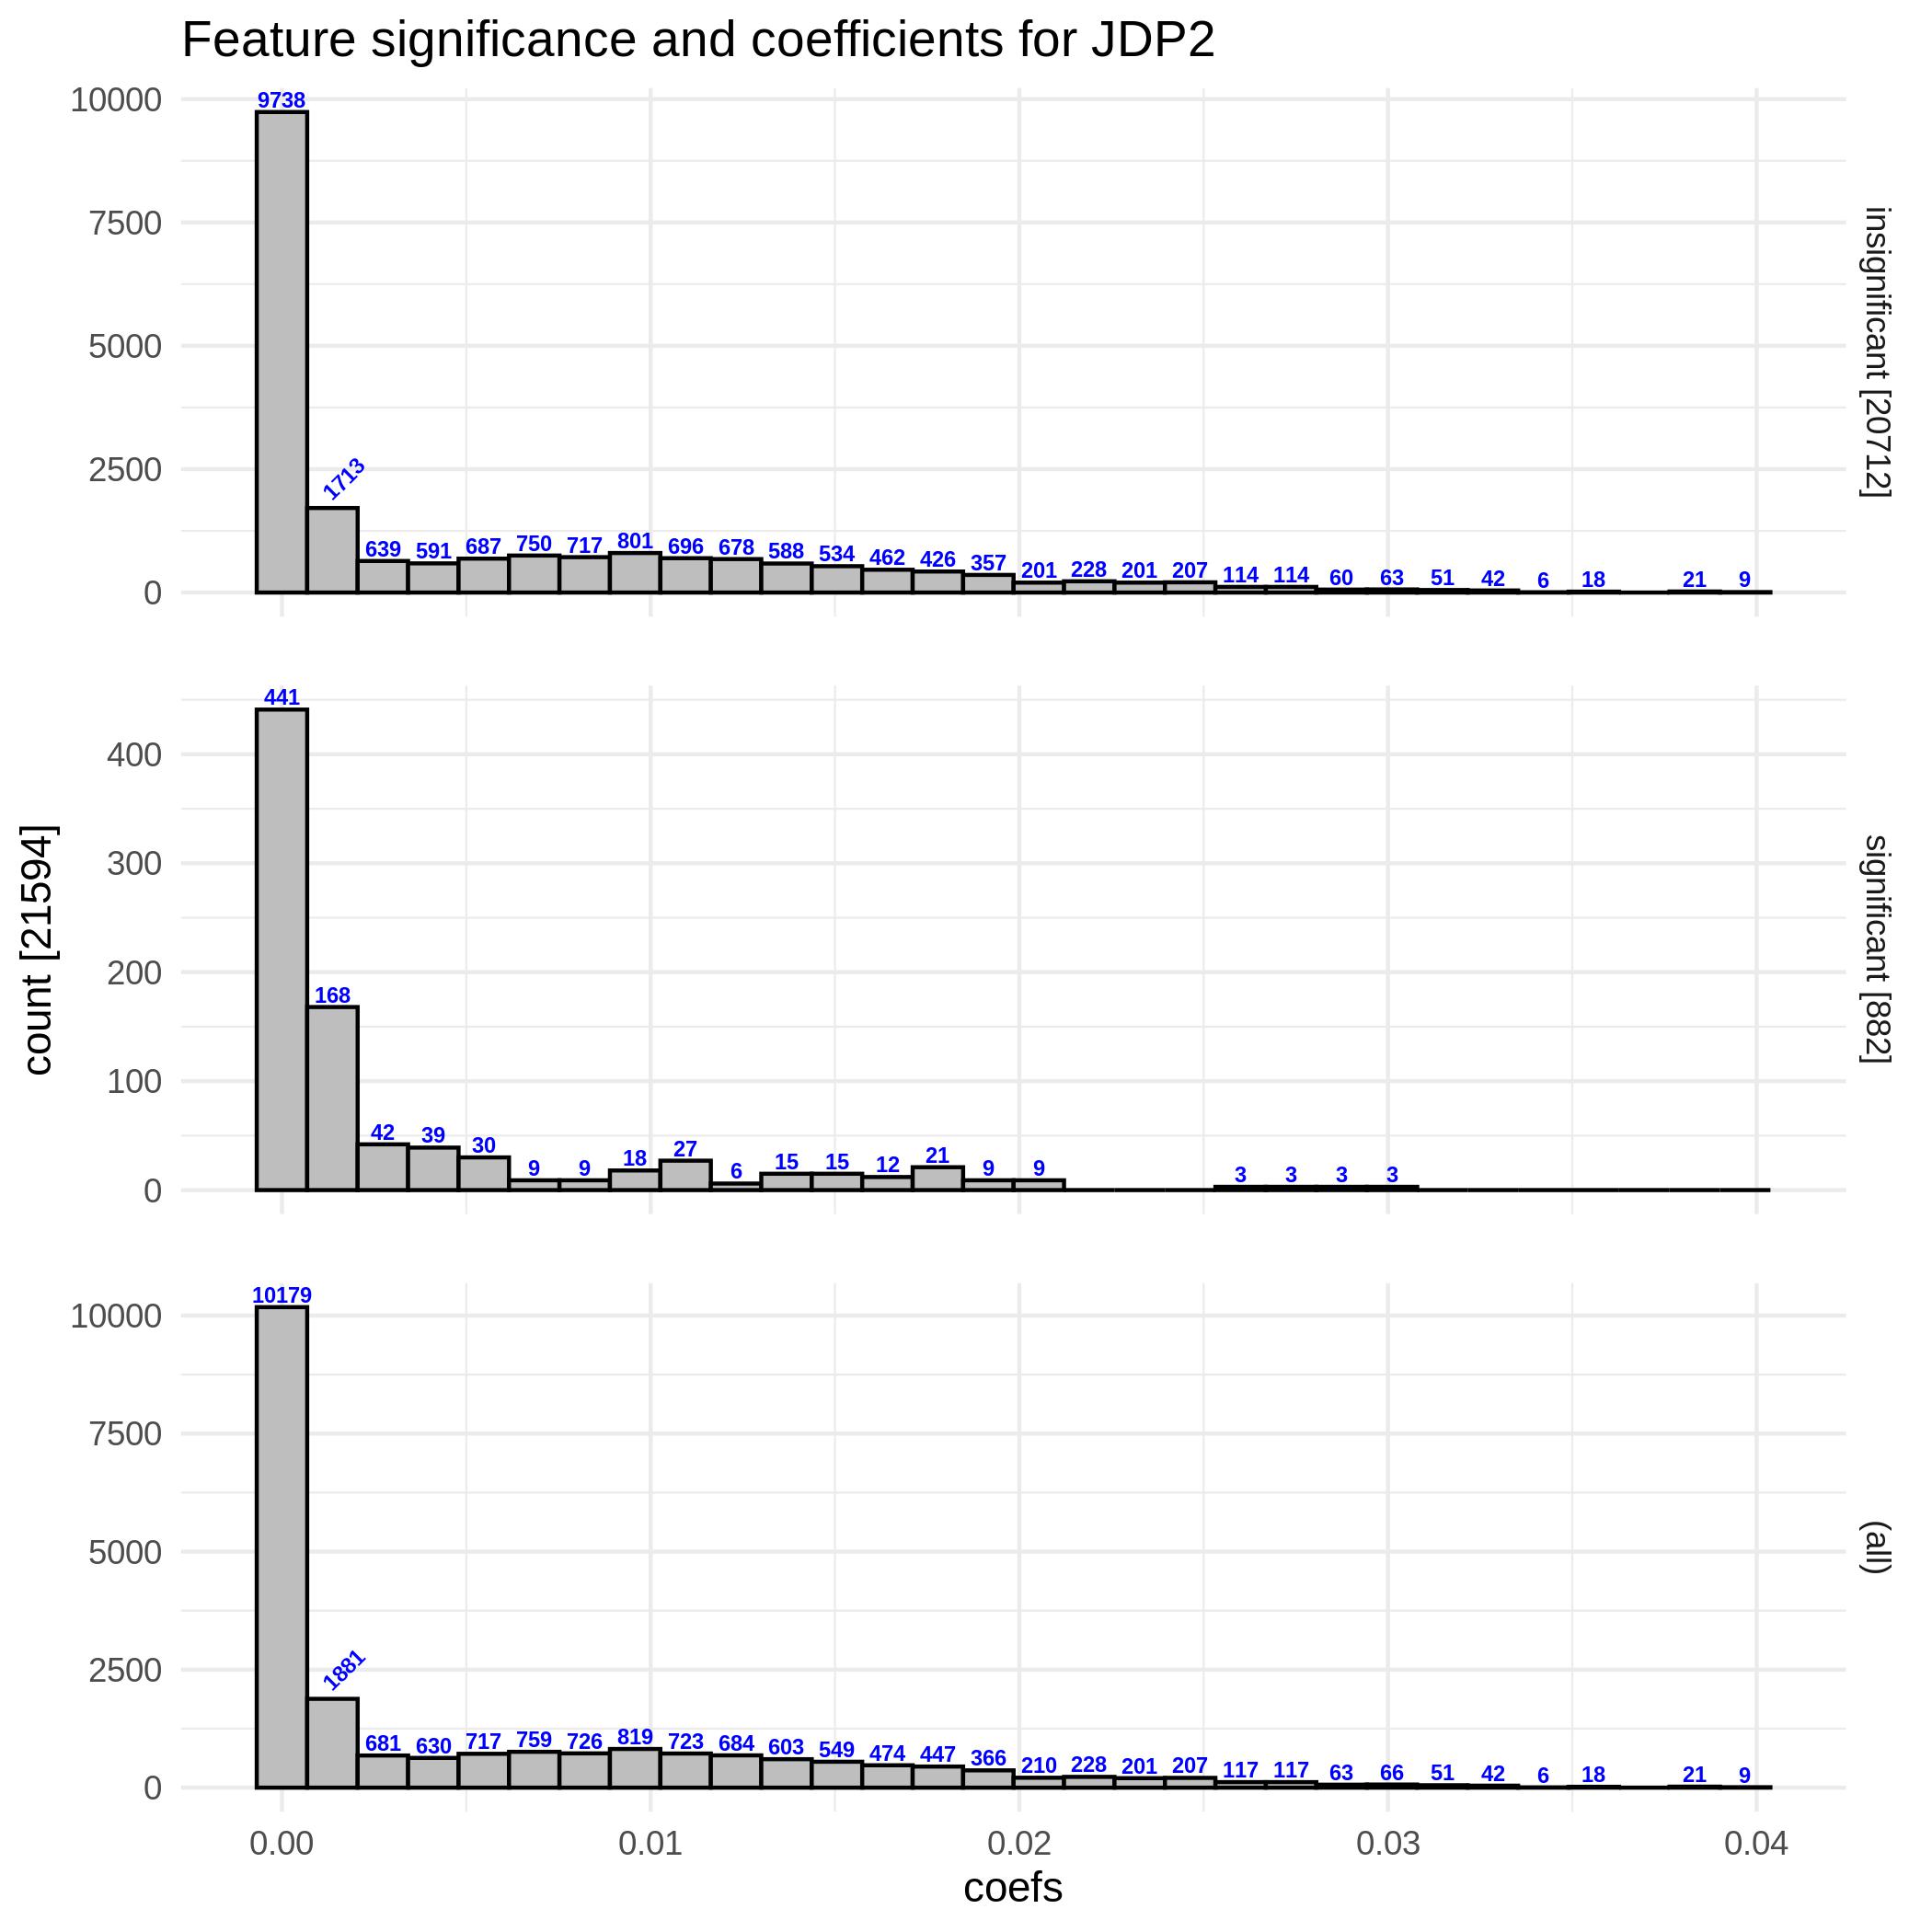 Feature significance and coefficients for JDP2
10000
7500
5000
2500
0
9738
1713
639 591 687 750 717 801 696 678 588 534 462 426 357 201 228 201 207 114 114 60 63 51 42 6 18 21 9
insignificant [20712]
count [21594]
400
300
200
100
0
441
168
42 39 30 9 9 18 27 6 15 15 12 21 9 9 3 3 3 3
significant [882]
10000
7500
5000
2500
0
10179
1881
681 630 717 759 726 819 723 684 603 549 474 447 366 210 228 201 207 117 117 63 66 51 42 6 18 21 9
(all)
0.00 0.01 0.02 0.03 0.04
coefs